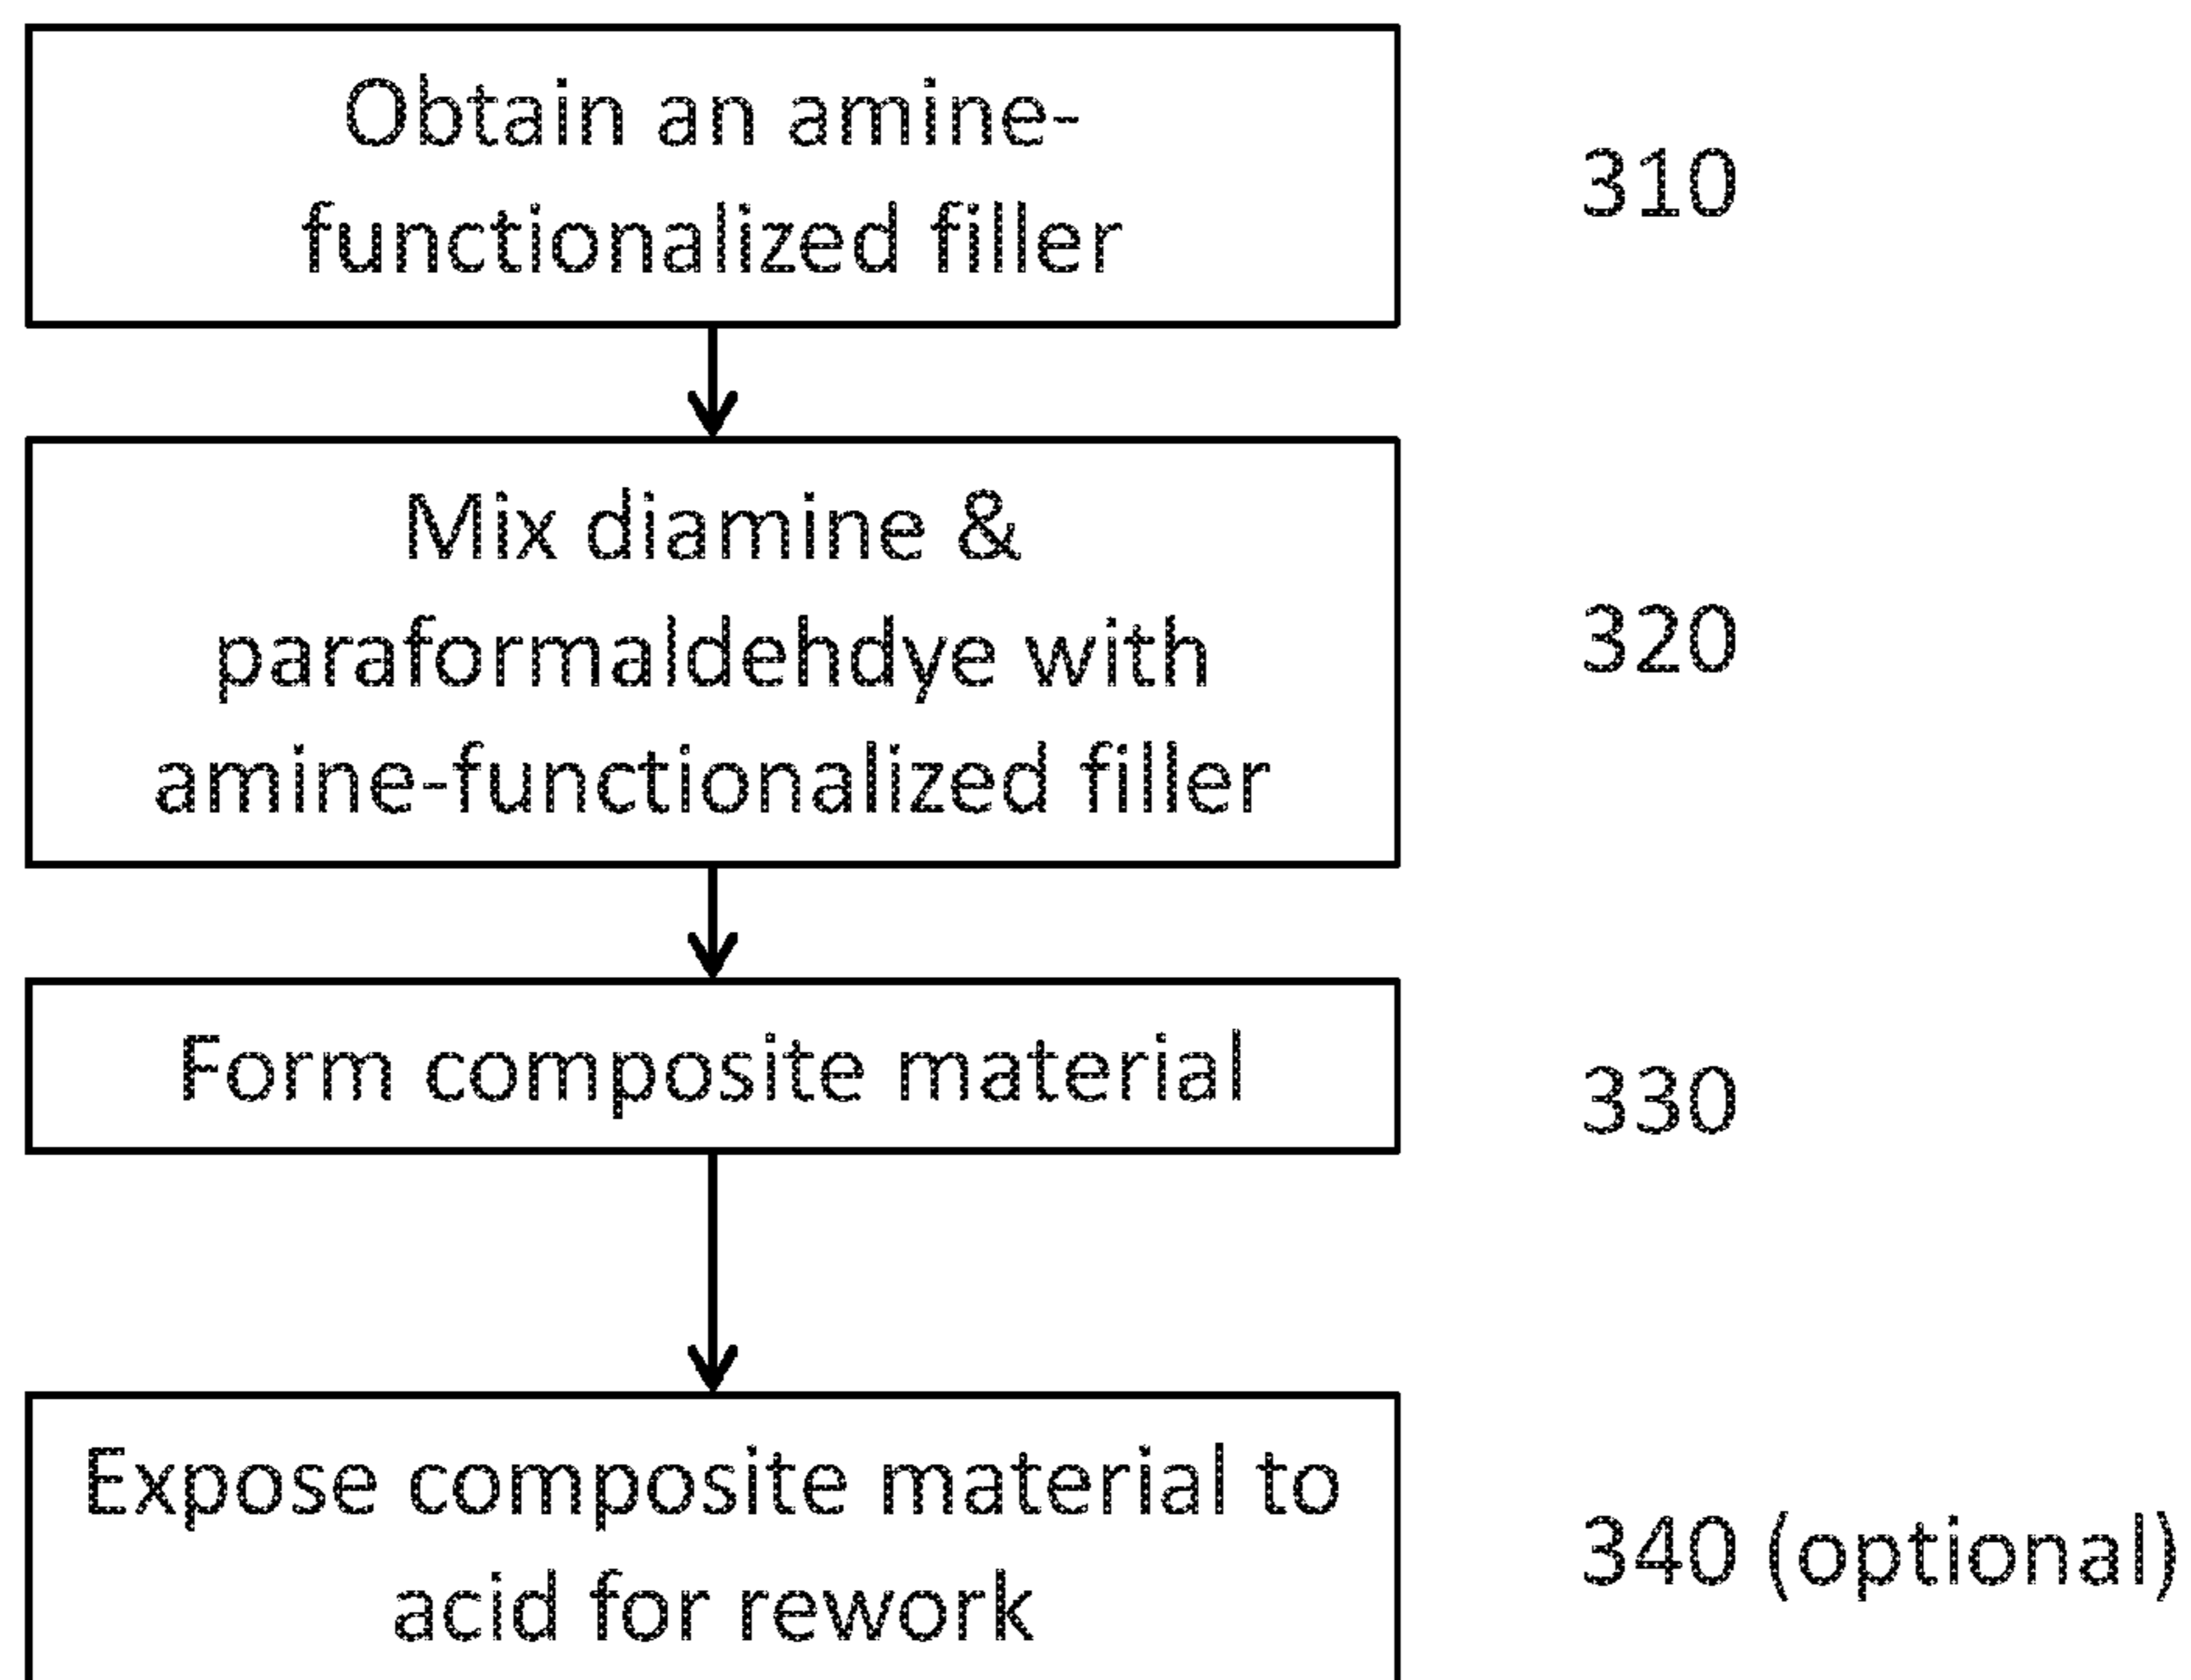 Obtain an amine-
functionalized filler
310
Mix diamine &
paraformaldehdye with
amine-functionalized filler
320
Form composite material
330
Expose composite material to
acid for rework
340 (optional)